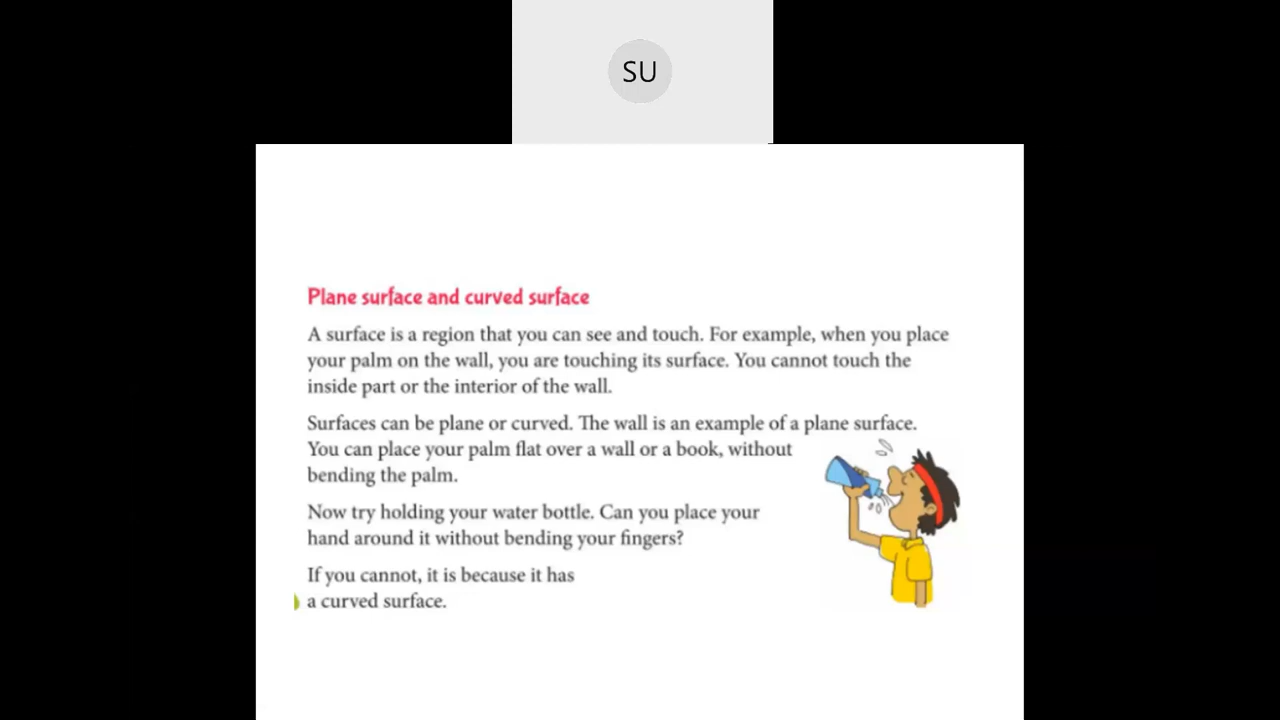 SU
Plane surface and curved surface
A surface is a region that you can see and touch. For example, when you place
your palm on the wall, you are touching its surface. You cannot touch the
inside part or the interior of the wall.
Surfaces can be plane or curved. The wall is an example of a plane surface.
You can place your palm flat over a wall or a book, without
bending the palm.
Now try holding your water bottle. Can you place your
hand around it without bending your fingers?
If you cannot, it is because it has
a curved surface.